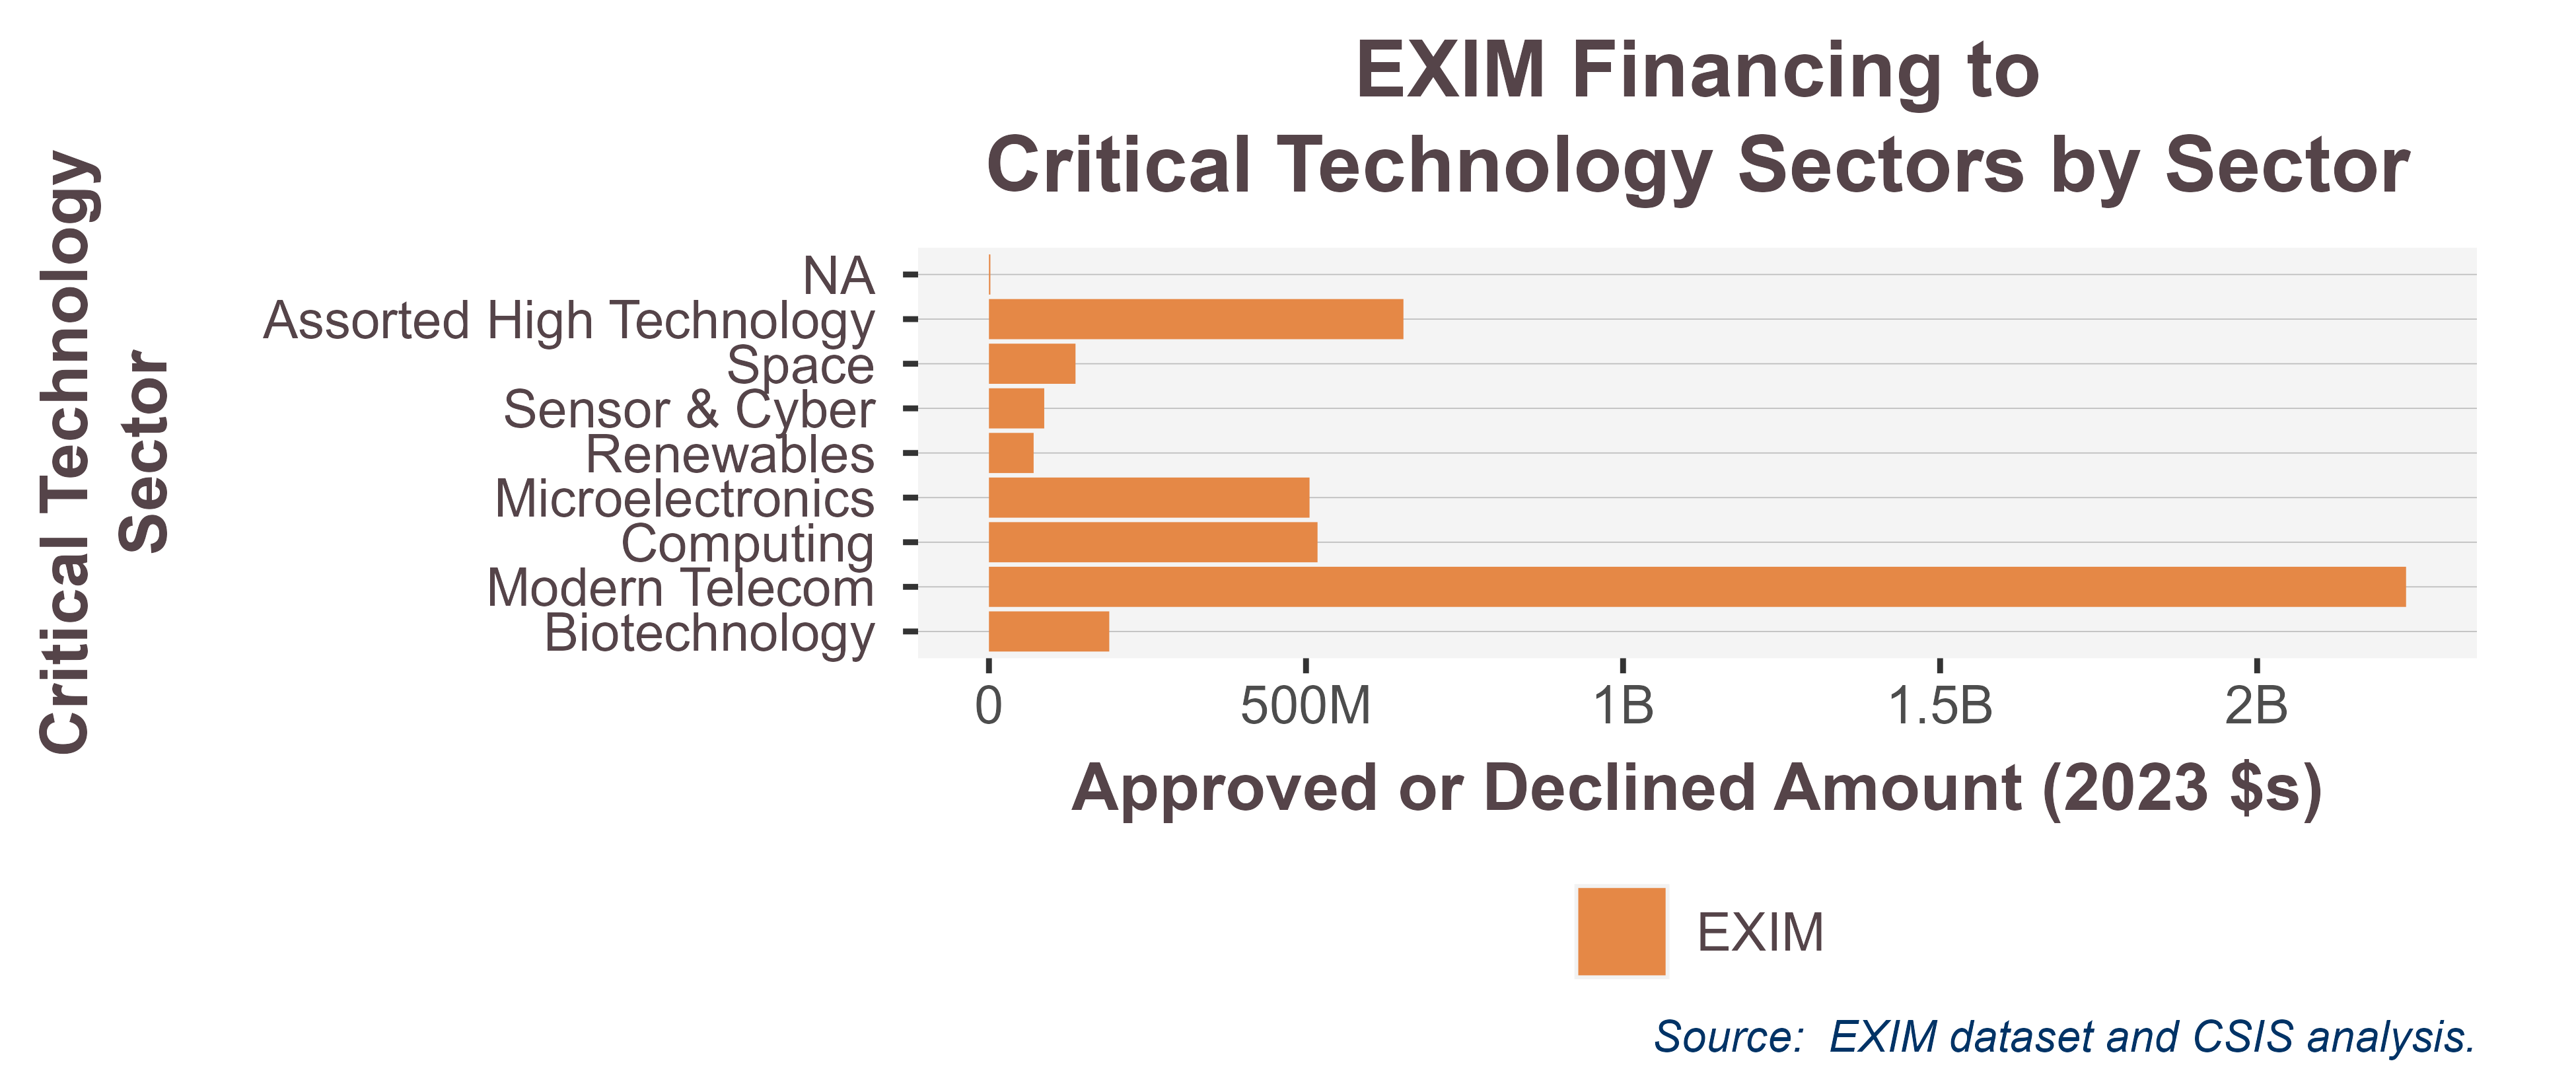 EXIM Financing to
Critical Technology Sectors by Sector
Critical Technology
Sector
NA
Assorted High Technology
Space
Sensor & Cyber
Renewables
Microelectronics
Computing
Modern Telecom
Biotechnology
0 500M 1B 1.5B 2B
Approved or Declined Amount (2023 $s)
EXIM
Source:  EXIM dataset and CSIS analysis.